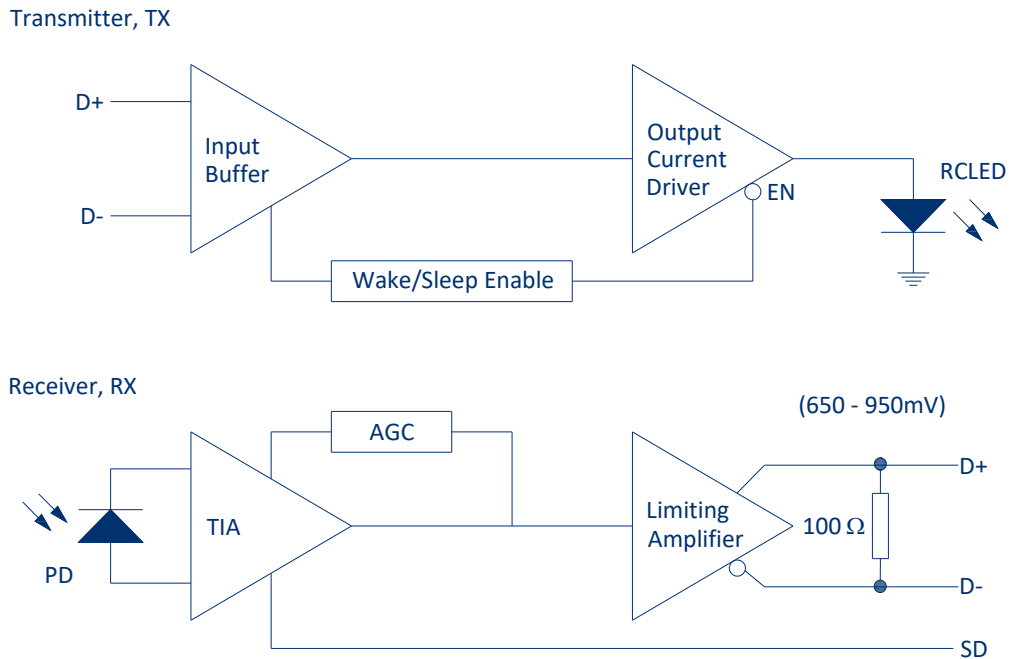 Transmitter, TX
D+
Input
Buffer
D-
Output
Current
Driver
EN
RCLED
Wake/Sleep Enable
Receiver, RX
(650 - 950mV)
AGC
PD
TIA
Limiting
Amplifier
100 Ω
D+
D-
SD